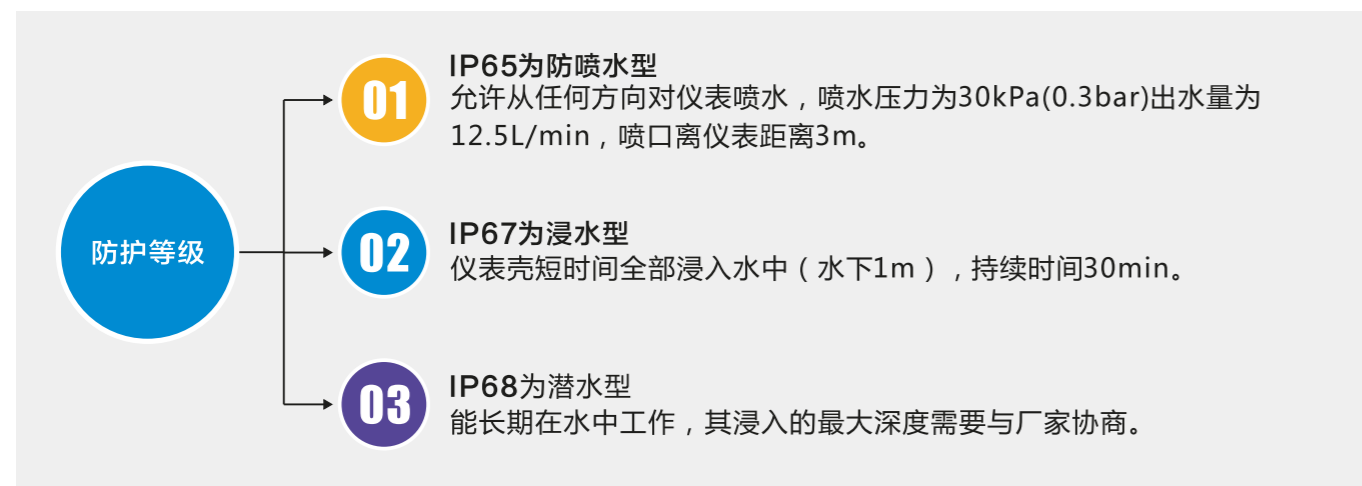 防护等级
01
IP65为防喷水型
允许从任何方向对仪表喷水，喷水压力为30kPa(0.3bar)出水量为
12.5L/min，喷口离仪表距离3m。
02
IP67为浸水型
仪表壳短时间全部浸入水中（水下1m），持续时间30min。
03
IP68为潜水型
能长期在水中工作，其浸入的最大深度需要与厂家协商。